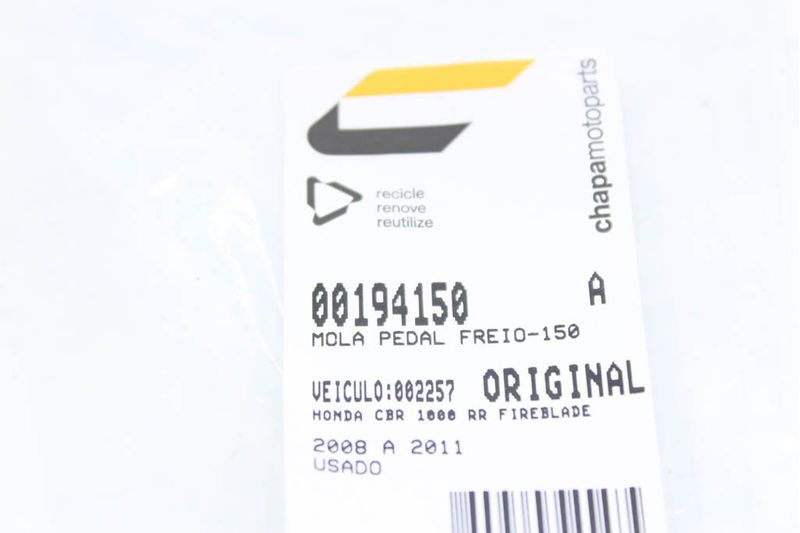 chapamotoparts
recicle
renove
reutilize
00194150 A
MOLA PEDAL FREIO-150
VEICULO:002257 ORIGINAL
HONDA CBR 1000 RR FIREBLADE
2008 A 2011
USADO